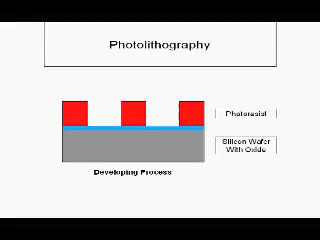 Photolithography
Photoresist
Silicon Wafer
With Oxide
Developing Process